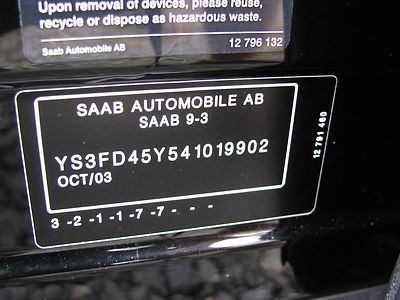 Upon removal of devices, please reuse,
recycle or dispose as hazardous waste.
Saab Automobile AB 12 796 132
SAAB AUTOMOBILE AB
SAAB 9-3
YS3FD45Y541019902
OCT/03
3 -2 -1 -1 -7 -7 - - -
12 791 460